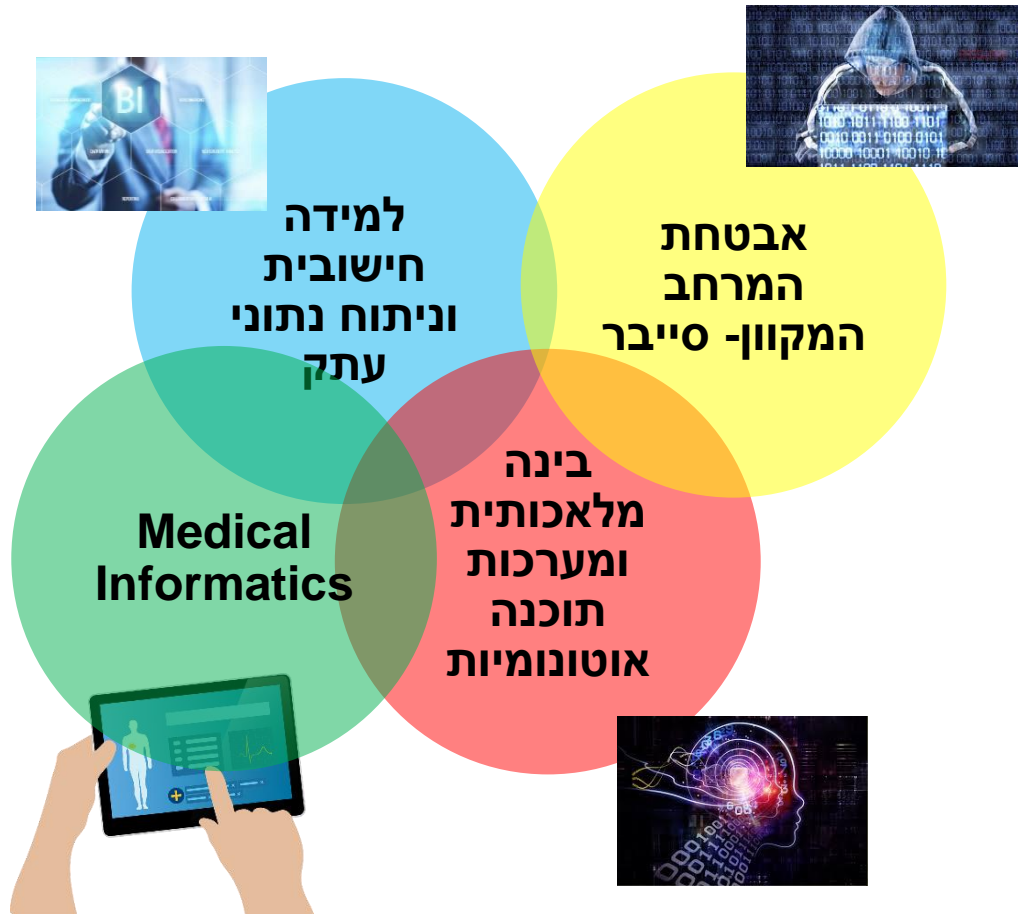 BI
למידה
חישובית
וניתוח נתוני
עתק
אבטחת
המרחב
המקוון- סייבר
בינה
מלאכותית
ומערכות
תוכנה
אוטונומיות
Medical
Informatics